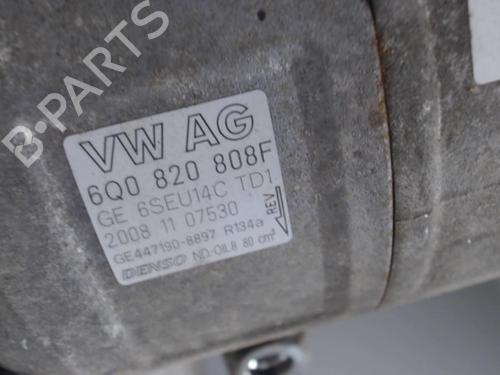 B-PARTS
VW AG
6Q0 820 808F
GE 6SEU14C TD1
2008 11 07530
GE447190-8897 R134a
DENSO ND-OIL8 80 cm³
REV